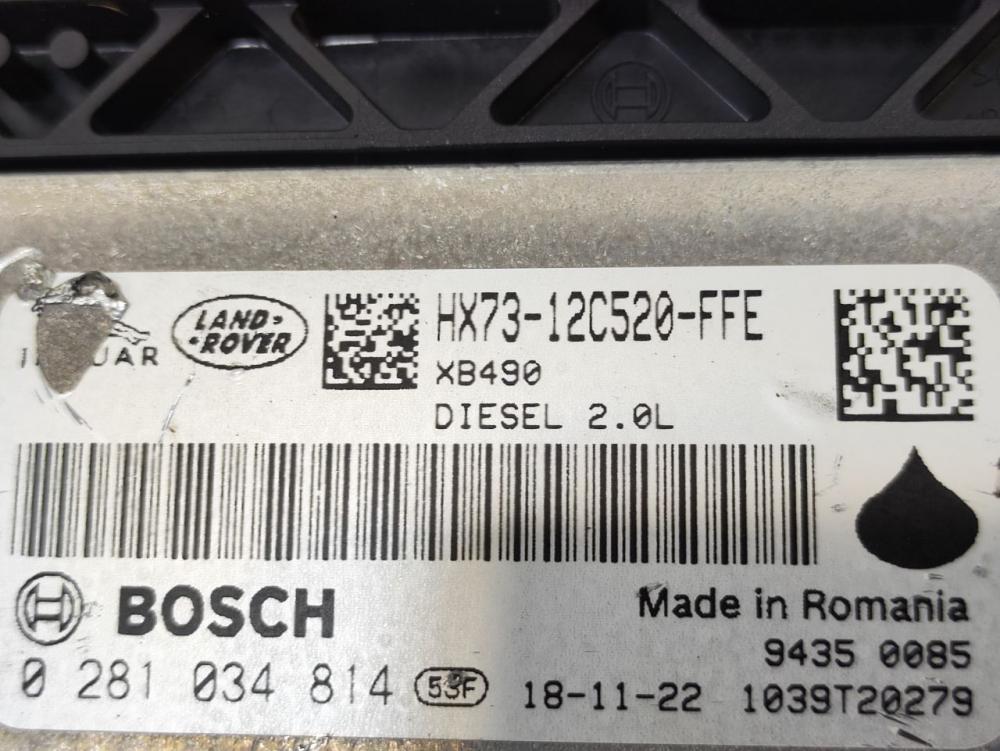 LAND-
-ROVER
HX73-12C520-FFE
XB490
DIESEL 2.0L
BOSCH
Made in Romania
9435 0085
0 281 034 814
18-11-22 1039T20279